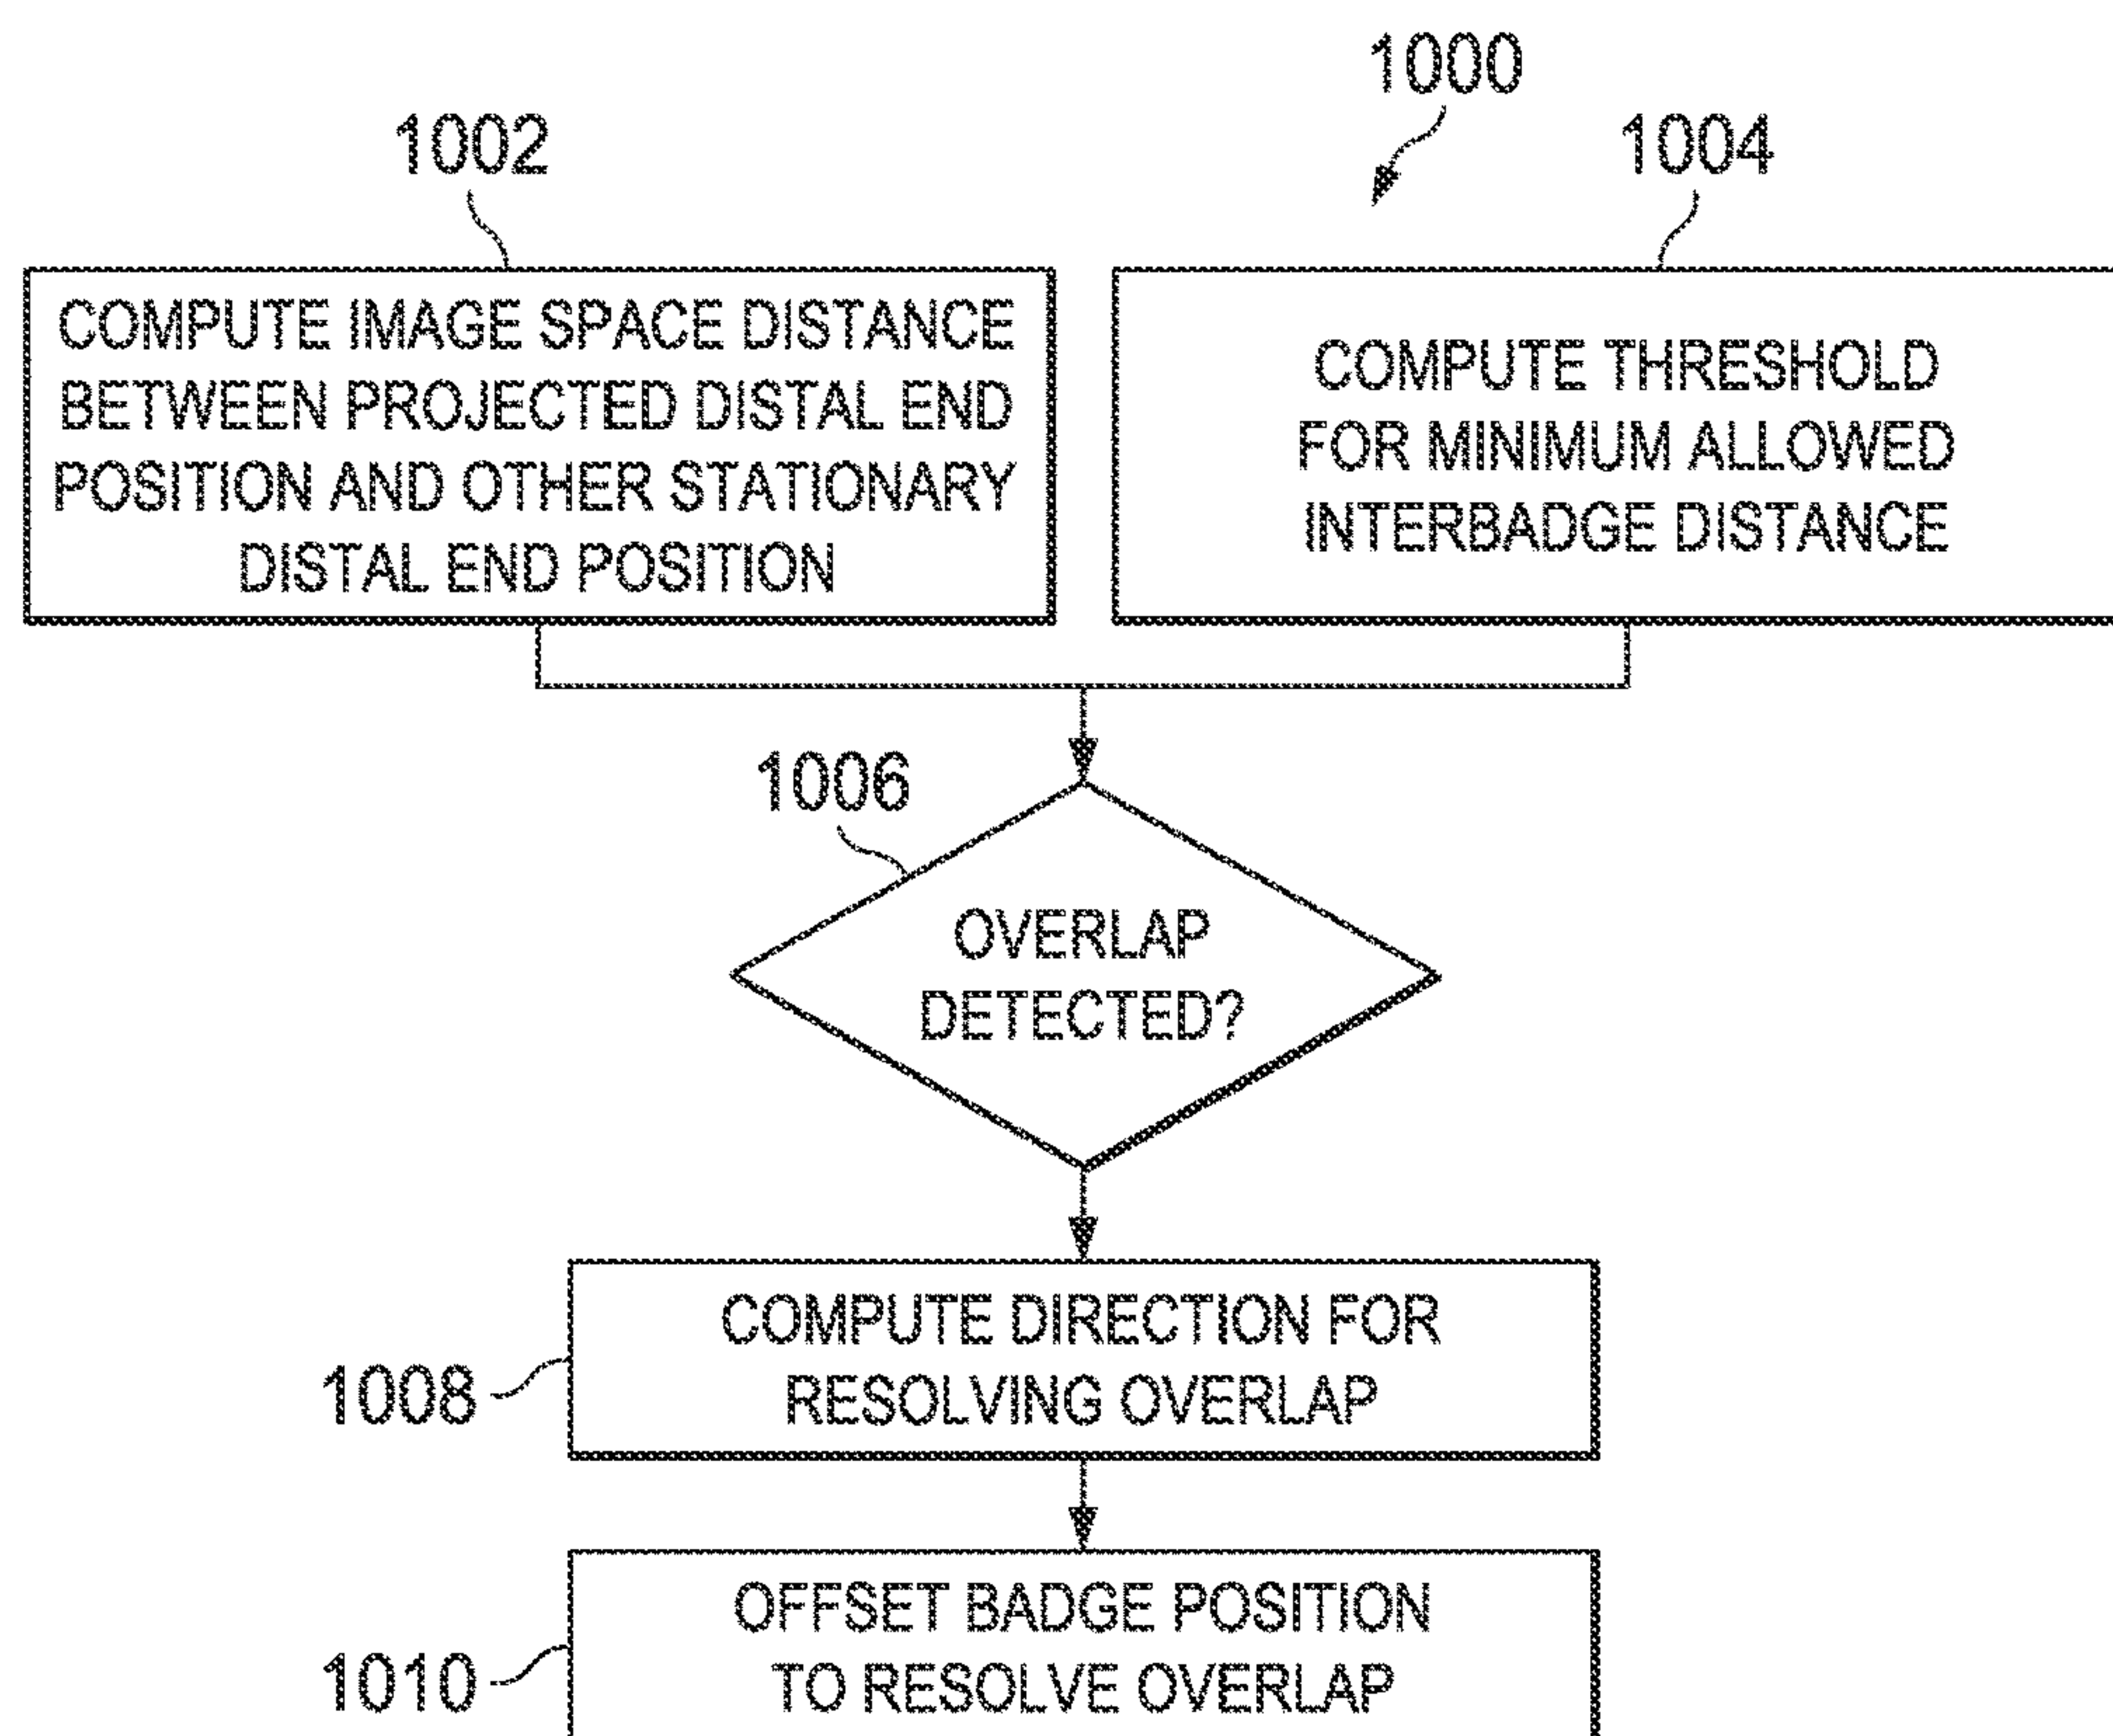 1000
1002
1004
COMPUTE IMAGE SPACE DISTANCE
BETWEEN PROJECTED DISTAL END
POSITION AND OTHER STATIONARY
DISTAL END POSITION
COMPUTE THRESHOLD
FOR MINIMUM ALLOWED
INTERBADGE DISTANCE
1006
OVERLAP
DETECTED?
COMPUTE DIRECTION FOR
RESOLVING OVERLAP
1008
OFFSET BADGE POSITION
TO RESOLVE OVERLAP
1010